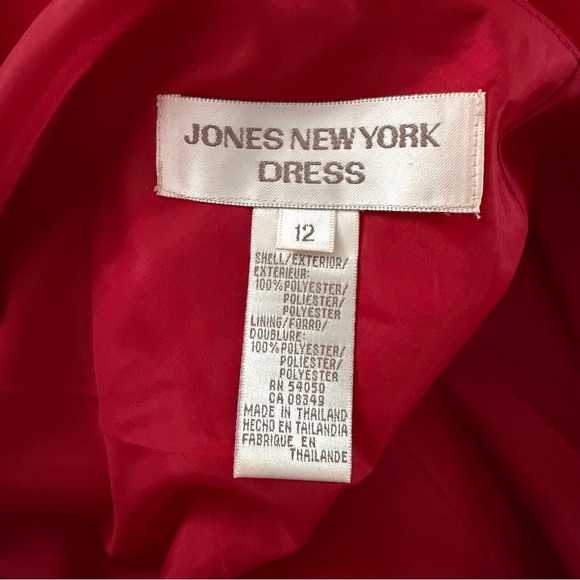 JONES NEW YORK
DRESS
12
SHELL/EXTERIOR/
EXTERIEUR:
100% POLYESTER/
POLIESTER/
POLYESTER
LINING/FORRO/
DOUBLURE:
100% POLYESTER/
POLIESTER/
POLYESTER
RN 54050
CA 08349
MADE IN THAILAND
HECHO EN TAILANDIA
FABRIQUE EN
THAILANDE